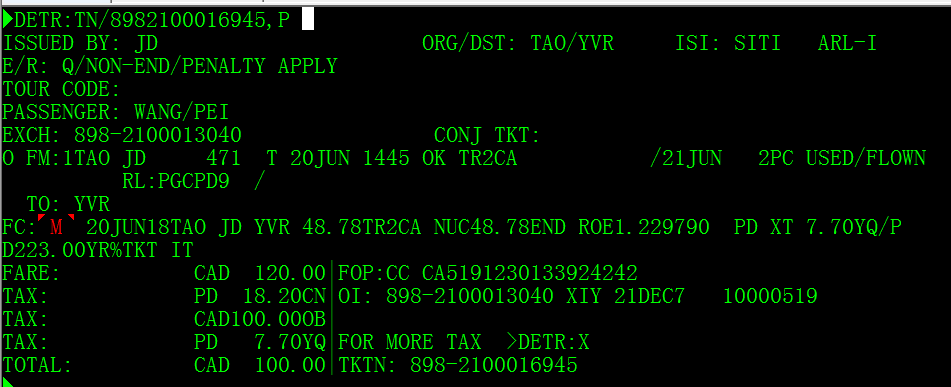 ▶DETR:TN/8982100016945,P
ISSUED BY: JD ORG/DST: TAO/YVR ISI: SITI ARL-I
E/R: Q/NON-END/PENALTY APPLY
TOUR CODE:
PASSENGER: WANG/PEI
EXCH: 898-2100013040 CONJ TKT:
O FM:1TAO JD 471 T 20JUN 1445 OK TR2CA /21JUN 2PC USED/FLOWN
RL:PGCPD9 /
TO: YVR
FC: M 20JUN18TAO JD YVR 48.78TR2CA NUC48.78END ROE1.229790 PD XT 7.70YQ/P
D223.00YR%TKT IT
FARE: CAD 120.00|FOP:CC CA5191230133924242
TAX: PD 18.20CN|OI: 898-2100013040 XIY 21DEC7 10000519
TAX: CAD100.00OB|
TAX: PD 7.70YQ|FOR MORE TAX >DETR:X
TOTAL: CAD 100.00|TKTN: 898-2100016945